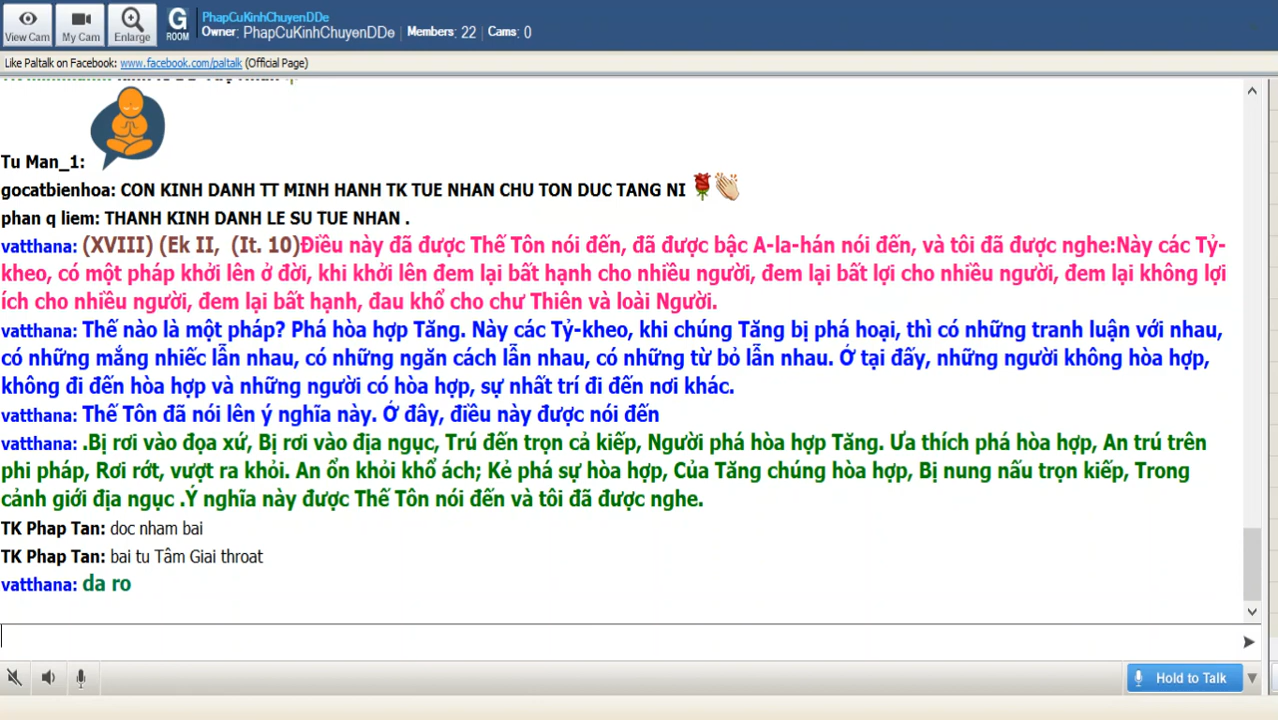 PhapCuKinhChuyenDDe
Owner: PhapCuKinhChuyenDDe | Members: 22 | Cams: 0
View Cam
My Cam
Enlarge
G
ROOM
Like Paltalk on Facebook: www.facebook.com/paltalk (Official Page)
Tu Man_1:
gocatbienhoa: CON KINH DANH TT MINH HANH TK TUE NHAN CHU TON DUC TANG NI
phan q liem: THANH KINH DANH LE SU TUE NHAN .
vatthana: (XVIII) (Ek II, (It. 10)Điều này đã được Thế Tôn nói đến, đã được bậc A-la-hán nói đến, và tôi đã được nghe:Này các Tỷ-
kheo, có một pháp khởi lên ở đời, khi khởi lên đem lại bất hạnh cho nhiều người, đem lại bất lợi cho nhiều người, đem lại không lợi
ích cho nhiều người, đem lại bất hạnh, đau khổ cho chư Thiên và loài Người.
vatthana: Thế nào là một pháp? Phá hòa hợp Tăng. Này các Tỷ-kheo, khi chúng Tăng bị phá hoại, thì có những tranh luận với nhau,
có những mắng nhiếc lẫn nhau, có những ngăn cách lẫn nhau, có những từ bỏ lẫn nhau. Ở tại đấy, những người không hòa hợp,
không đi đến hòa hợp và những người có hòa hợp, sự nhất trí đi đến nơi khác.
vatthana: Thế Tôn đã nói lên ý nghĩa này. Ở đây, điều này được nói đến
vatthana: .Bị rơi vào đọa xứ, Bị rơi vào địa ngục, Trú đến trọn cả kiếp, Người phá hòa hợp Tăng. Ưa thích phá hòa hợp, An trú trên
phi pháp, Rơi rớt, vượt ra khỏi. An ổn khỏi khổ ách; Kẻ phá sự hòa hợp, Của Tăng chúng hòa hợp, Bị nung nấu trọn kiếp, Trong
cảnh giới địa ngục .Ý nghĩa này được Thế Tôn nói đến và tôi đã được nghe.
TK Phap Tan: doc nham bai
TK Phap Tan: bai tu Tâm Giai throat
vatthana: da ro
Hold to Talk